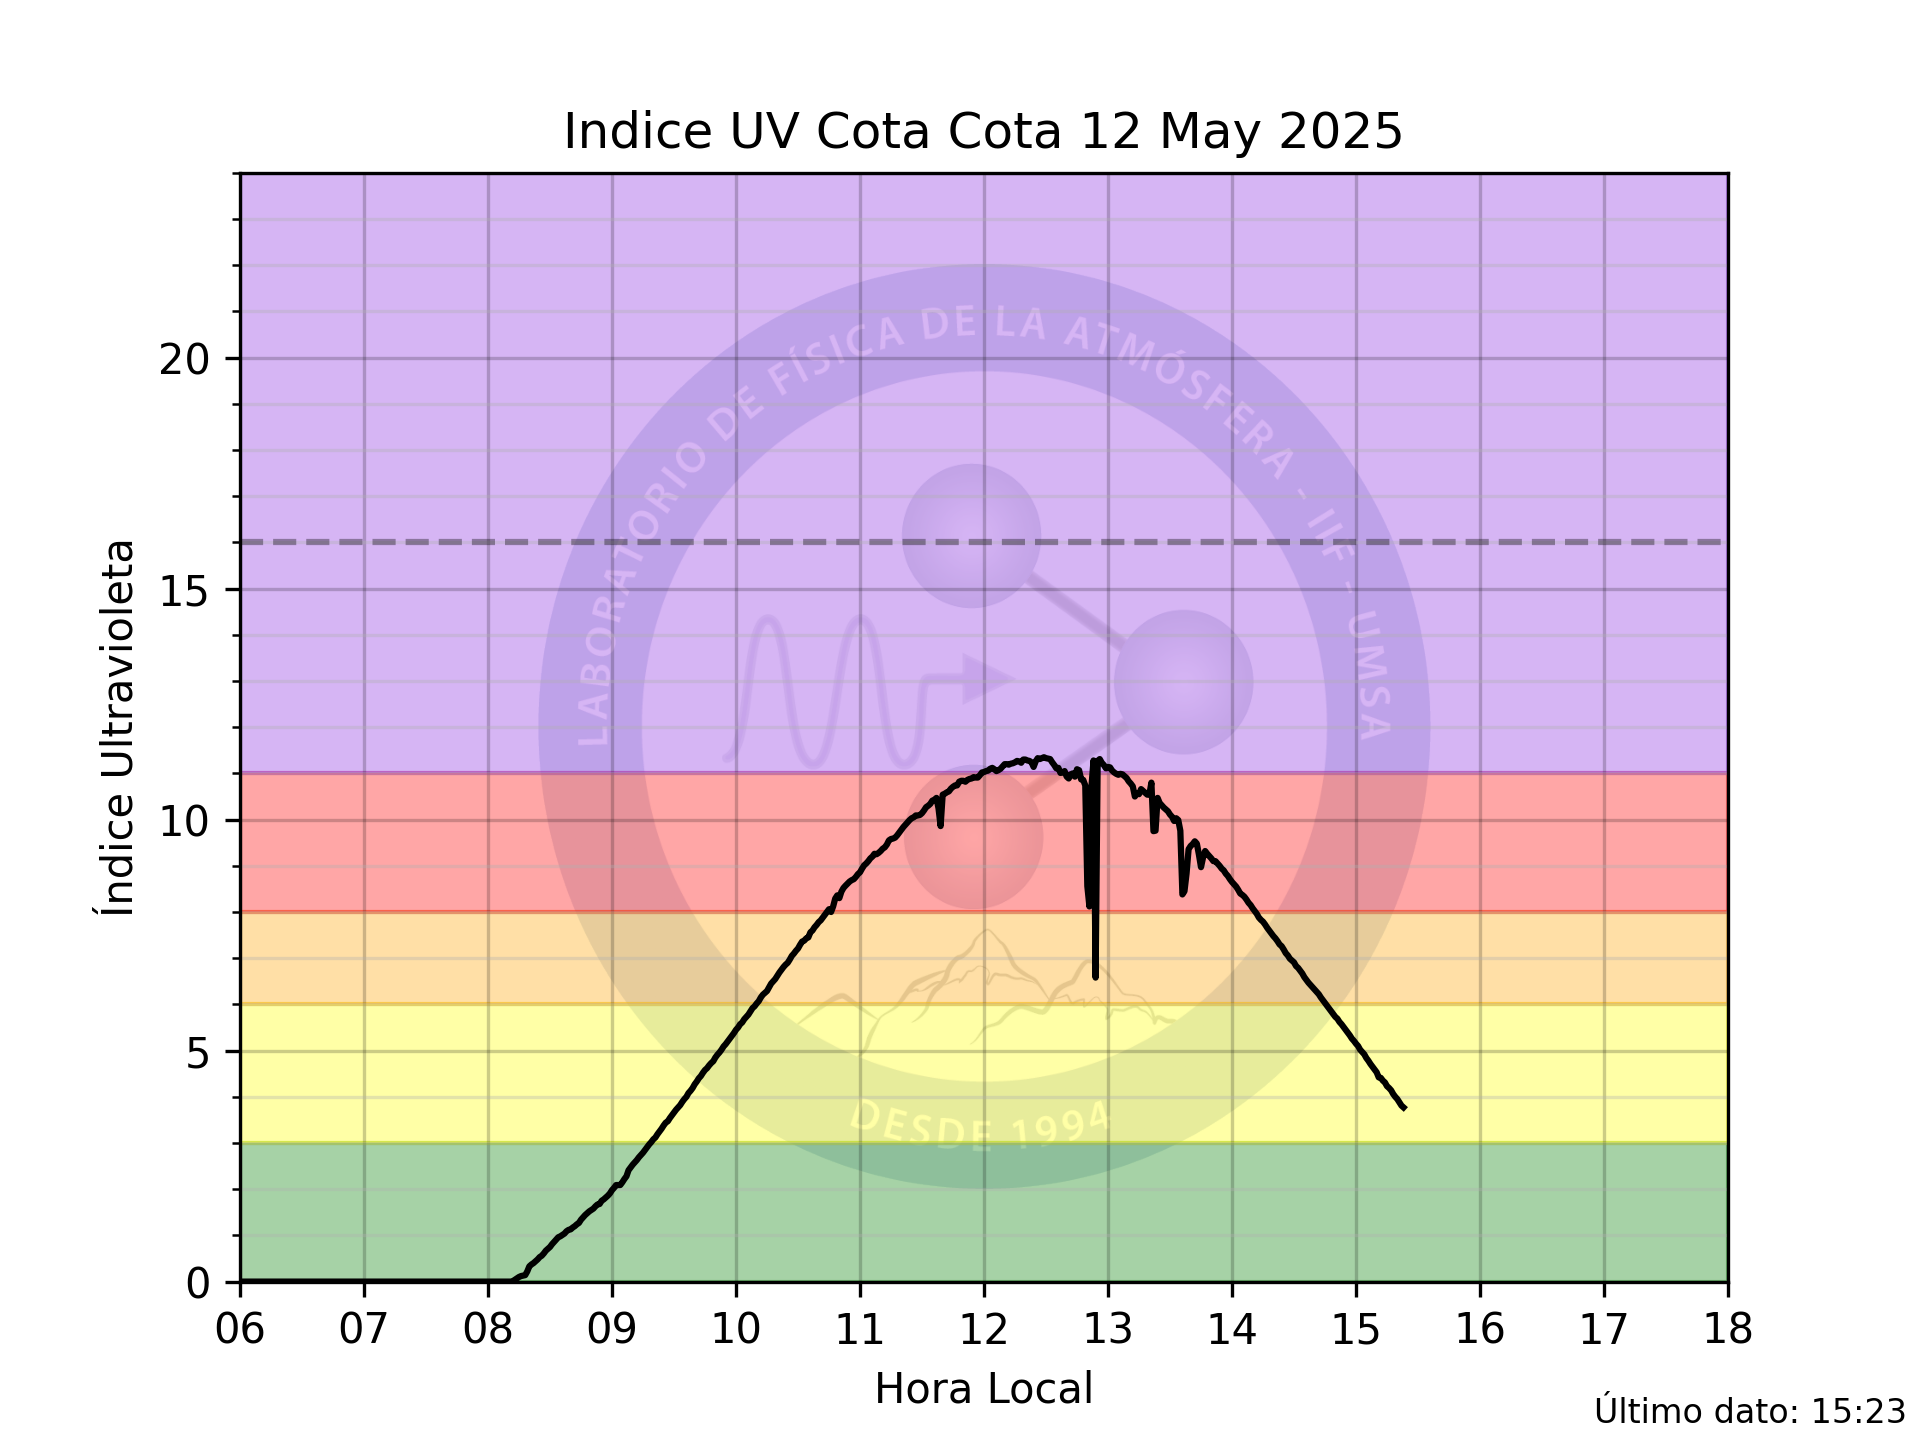 Indice UV Cota Cota 12 May 2025
LABORATORIO DE FÍSICA DE LA ATMÓSFERA - IIF - UMSA
DESDE 1994
Índice Ultravioleta
20
15
10
5
0
06 07 08 09 10 11 12 13 14 15 16 17 18
Hora Local
Último dato: 15:23